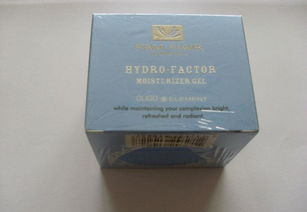 HYDRO-FACTOR
MOISTURIZER GEL
OLIGO ELEMENT
while maintaining your complexion bright,
refreshed and radiant.